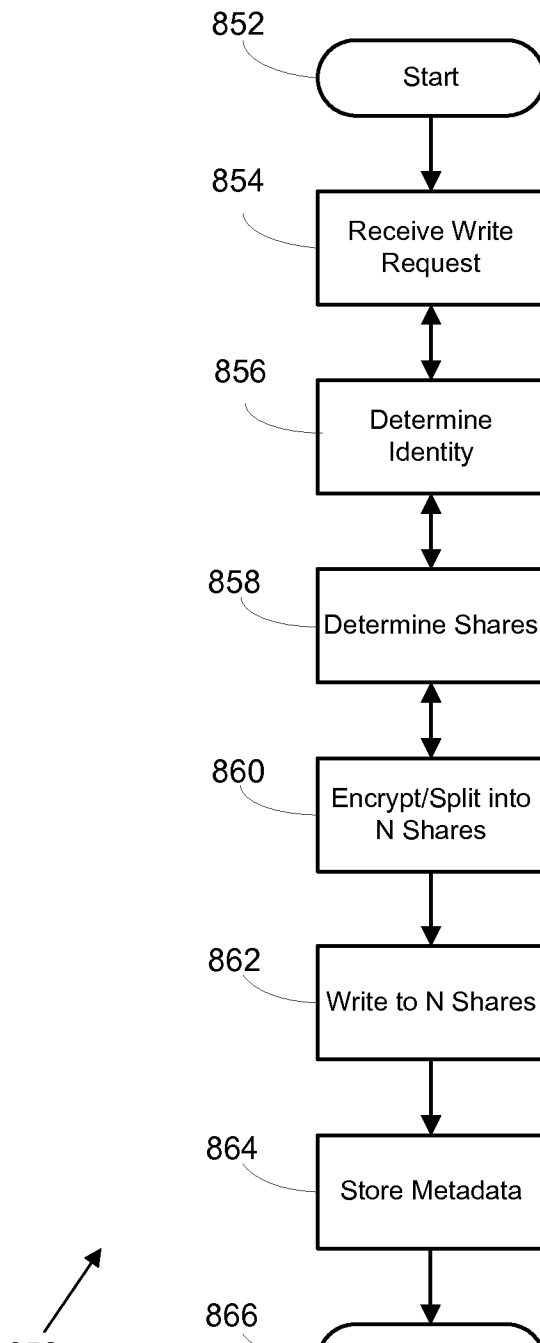 852
Start
854
Receive Write
Request
856
Determine
Identity
858
Determine Shares
860
Encrypt/Split into
N Shares
862
Write to N Shares
864
Store Metadata
866